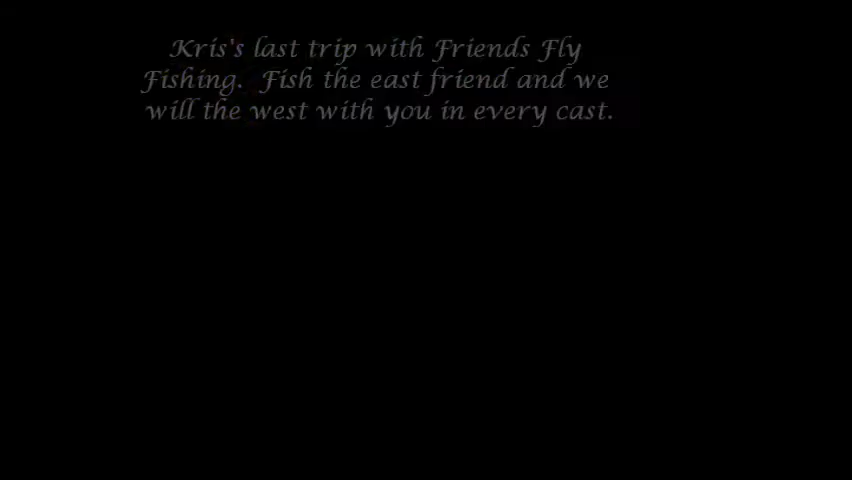 Kris's last trip with Friends Fly
Fishing. Fish the east friend and we
will the west with you in every cast.